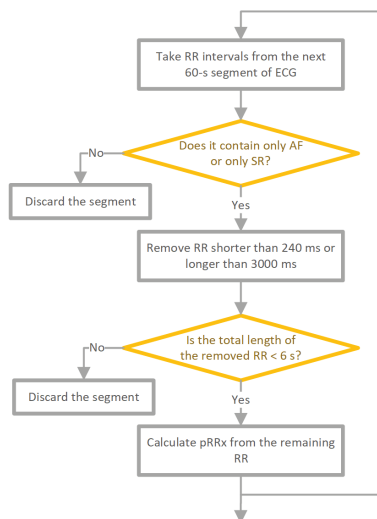 Take RR intervals from the next
60-s segment of ECG
Does it contain only AF
or only SR?
No
Discard the segment
Yes
Remove RR shorter than 240 ms or
longer than 3000 ms
Is the total length of
the removed RR < 6 s?
No
Discard the segment
Yes
Calculate pRRx from the remaining
RR